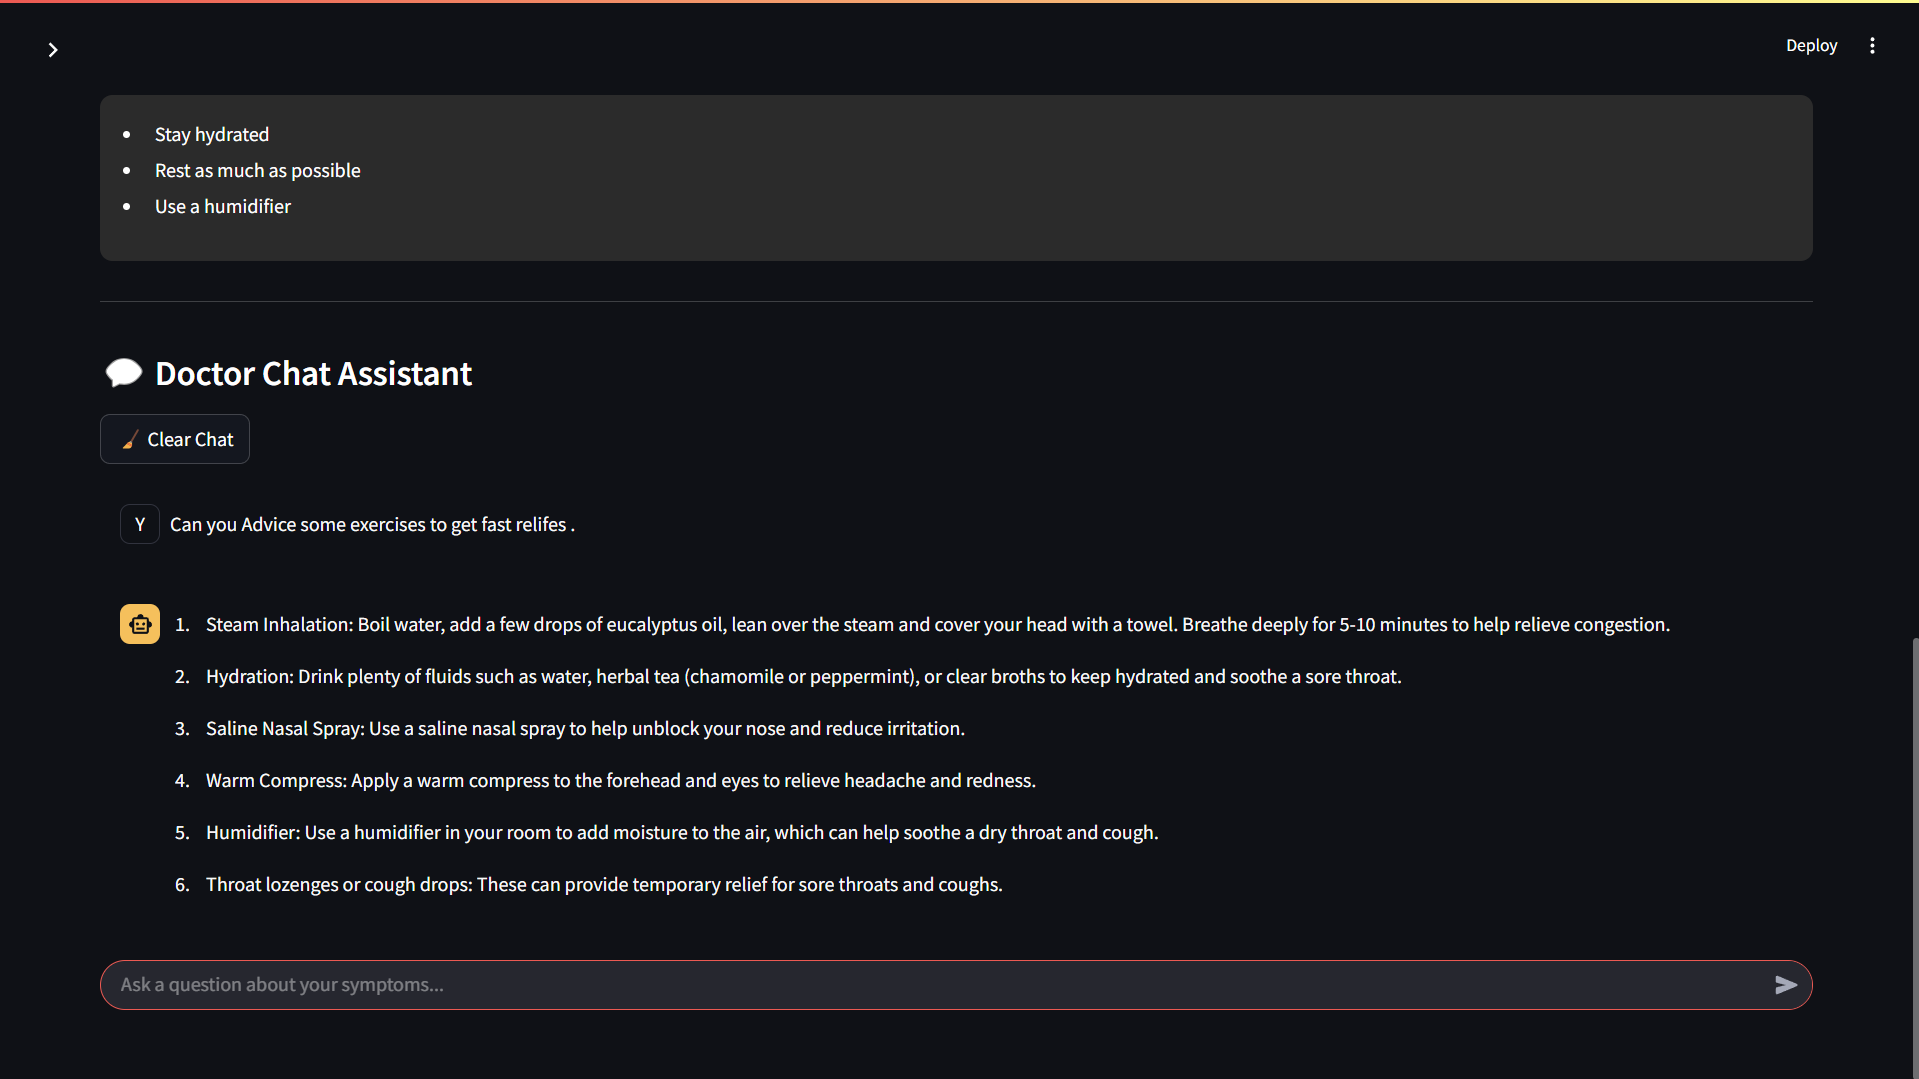 Deploy
• Stay hydrated
• Rest as much as possible
• Use a humidifier
Doctor Chat Assistant
Clear Chat
Y Can you Advice some exercises to get fast relifes .
1. Steam Inhalation: Boil water, add a few drops of eucalyptus oil, lean over the steam and cover your head with a towel. Breathe deeply for 5-10 minutes to help relieve congestion.
2. Hydration: Drink plenty of fluids such as water, herbal tea (chamomile or peppermint), or clear broths to keep hydrated and soothe a sore throat.
3. Saline Nasal Spray: Use a saline nasal spray to help unblock your nose and reduce irritation.
4. Warm Compress: Apply a warm compress to the forehead and eyes to relieve headache and redness.
5. Humidifier: Use a humidifier in your room to add moisture to the air, which can help soothe a dry throat and cough.
6. Throat lozenges or cough drops: These can provide temporary relief for sore throats and coughs.
Ask a question about your symptoms...